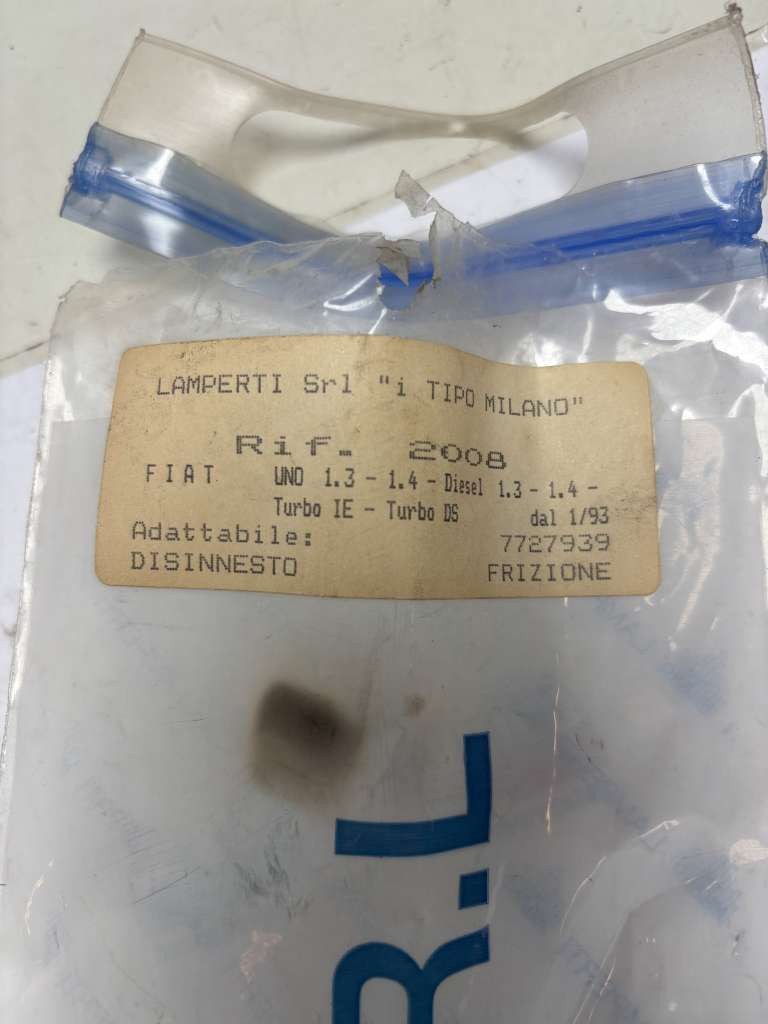 LAMPERTI Srl "i TIPO MILANO"
Rif. 2008
FIAT UNO 1.3 - 1.4 - Diesel 1.3 - 1.4 -
Turbo IE - Turbo DS dal 1/93
Adattabile: 7727939
DISINNESTO FRIZIONE
R.L